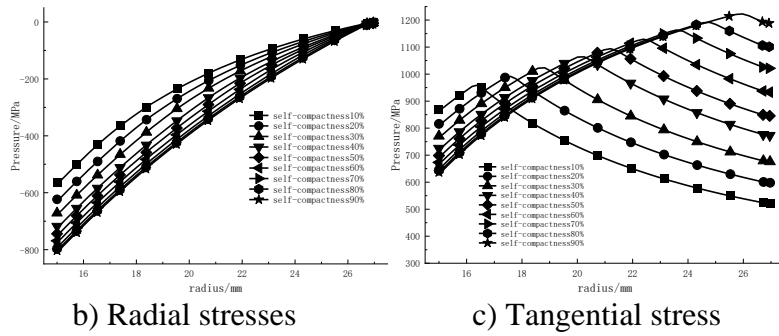 0
-200
-400
-600
-800
Pressure/MPa
self-compactness10%
self-compactness20%
self-compactness30%
self-compactness40%
self-compactness50%
self-compactness60%
self-compactness70%
self-compactness80%
self-compactness90%
16 18 20 22 24 26
radius/mm
b) Radial stresses
1200
1100
1000
900
800
700
600
500
400
300
Pressure/MPa
self-compactness10%
self-compactness20%
self-compactness30%
self-compactness40%
self-compactness50%
self-compactness60%
self-compactness70%
self-compactness80%
self-compactness90%
16 18 20 22 24 26
radius/mm
c) Tangential stress